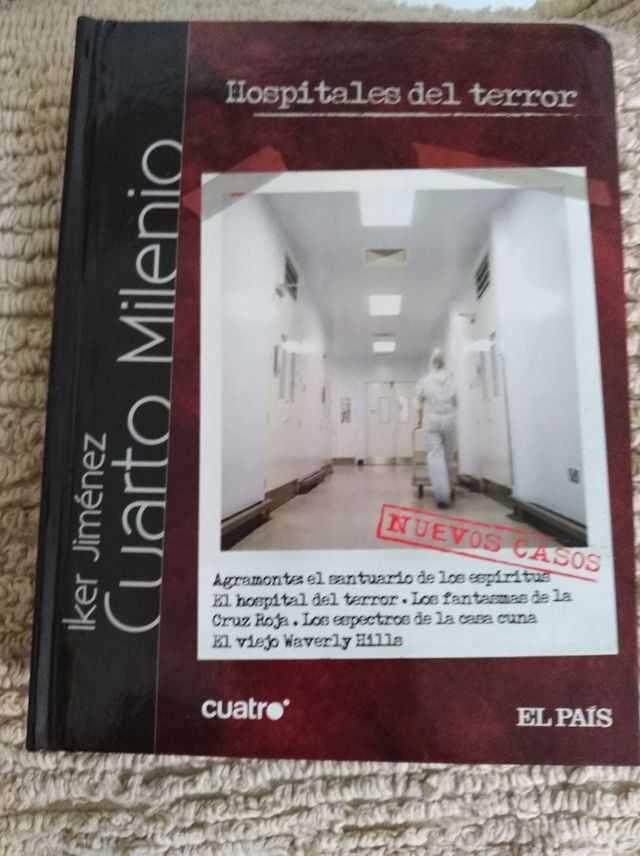 Hospitales del terror
Iker Jiménez
Cuarto Milenio
NUEVOS CASOS
Agramonte: el santuario de los espíritus
El hospital del terror. Los fantasmas de la
Cruz Roja. Los espectros de la casa cuna
El viejo Waverly Hills
cuatro
EL PAÍS